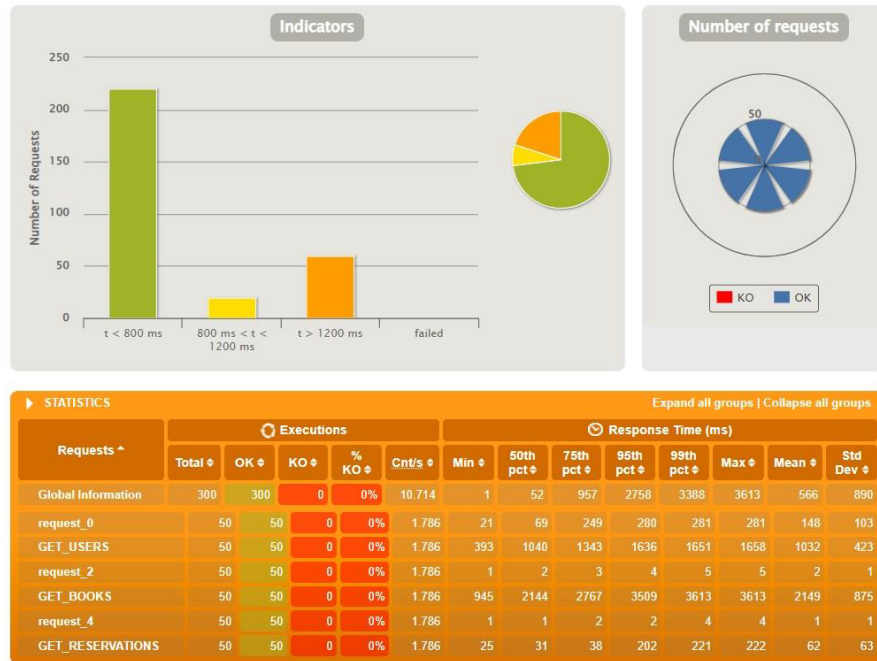 Indicators
250
200
150
100
50
0
Number of Requests
t < 800 ms
800 ms < t <
1200 ms
t > 1200 ms
failed
Number of requests
50
KO OK
STATISTICS Expand all groups | Collapse all groups
Requests Executions Response Time (ms)
Total OK KO % KO Cnt/s Min 50th pct 75th pct 95th pct 99th pct Max Mean Std Dev
Global Information 300 300 0 0% 10.714 1 52 957 2758 3388 3613 566 890
request_0 50 50 0 0% 1.786 21 69 249 280 281 281 148 103
GET_USERS 50 50 0 0% 1.786 393 1040 1343 1636 1651 1658 1032 423
request_2 50 50 0 0% 1.786 1 2 3 4 5 5 2 1
GET_BOOKS 50 50 0 0% 1.786 945 2144 2767 3509 3613 3613 2149 875
request_4 50 50 0 0% 1.786 1 1 2 2 4 4 1 1
GET_RESERVATIONS 50 50 0 0% 1.786 25 31 38 202 221 222 62 63